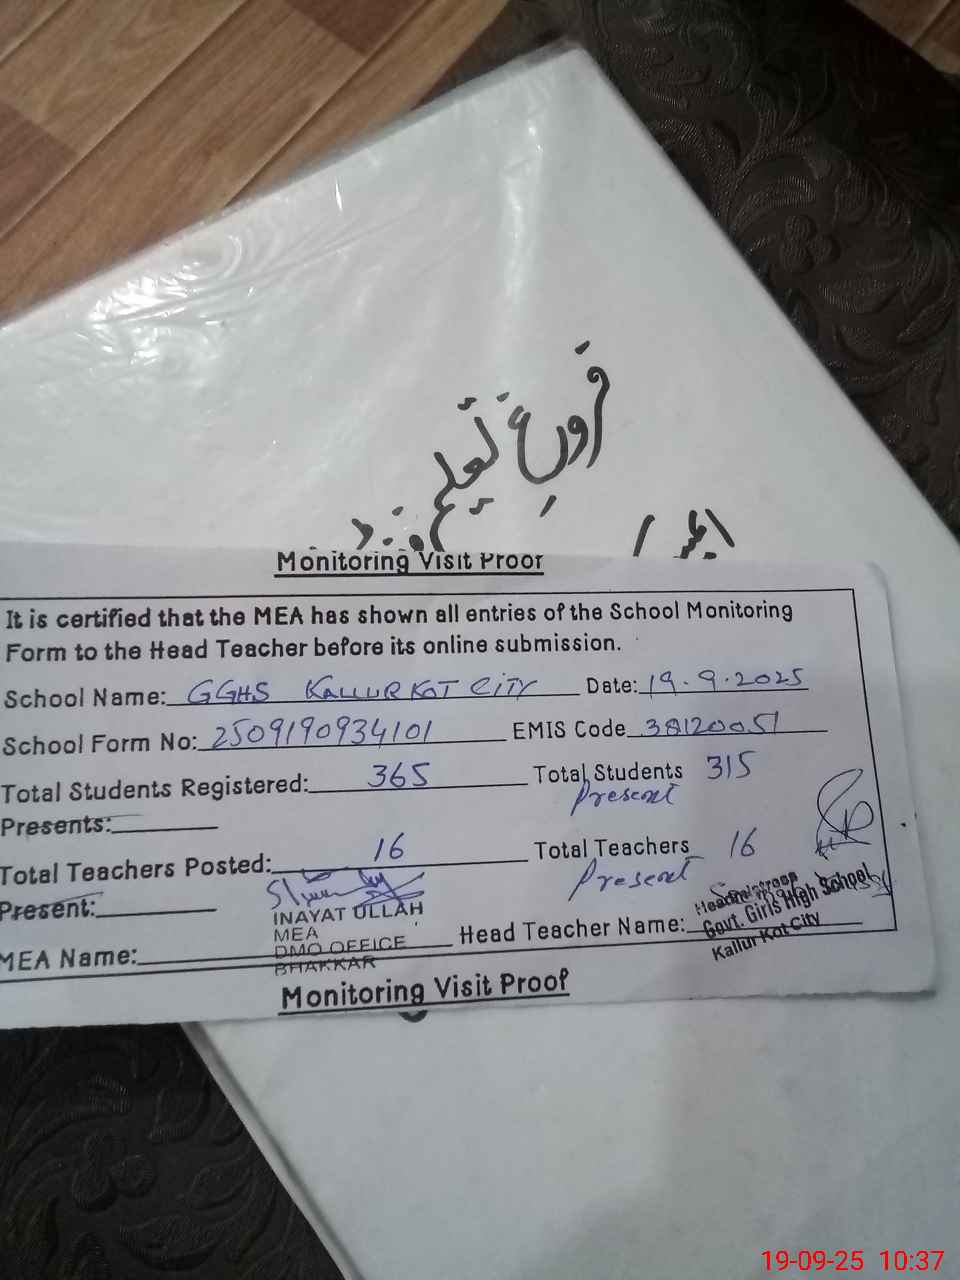 فروغِ تعلیم
Monitoring Visit Proof
It is certified that the MEA has shown all entries of the School Monitoring
Form to the Head Teacher before its online submission.
School Name: GGHS KALLUR KOT CITY Date: 19.9.2025
School Form No: 2509190934101 EMIS Code 38120051
Total Students Registered: 365 Total Students 315
Presents: Present
Total Teachers Posted: 16 Total Teachers 16
Present: Present
INAYAT ULLAH
MEA
DMO OFFICE
BHAKKAR
MEA Name: Head Teacher Name:
Govt. Girls High School
Kallur Kot City
Monitoring Visit Proof
19-09-25 10:37